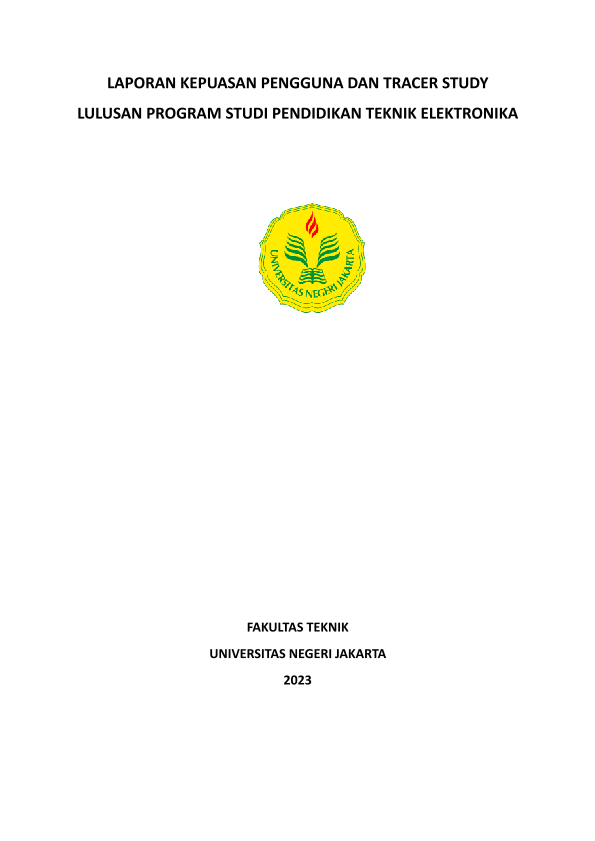 LAPORAN KEPUASAN PENGGUNA DAN TRACER STUDY
LULUSAN PROGRAM STUDI PENDIDIKAN TEKNIK ELEKTRONIKA
UNIVERSITAS NEGERI JAKARTA
FAKULTAS TEKNIK
UNIVERSITAS NEGERI JAKARTA
2023